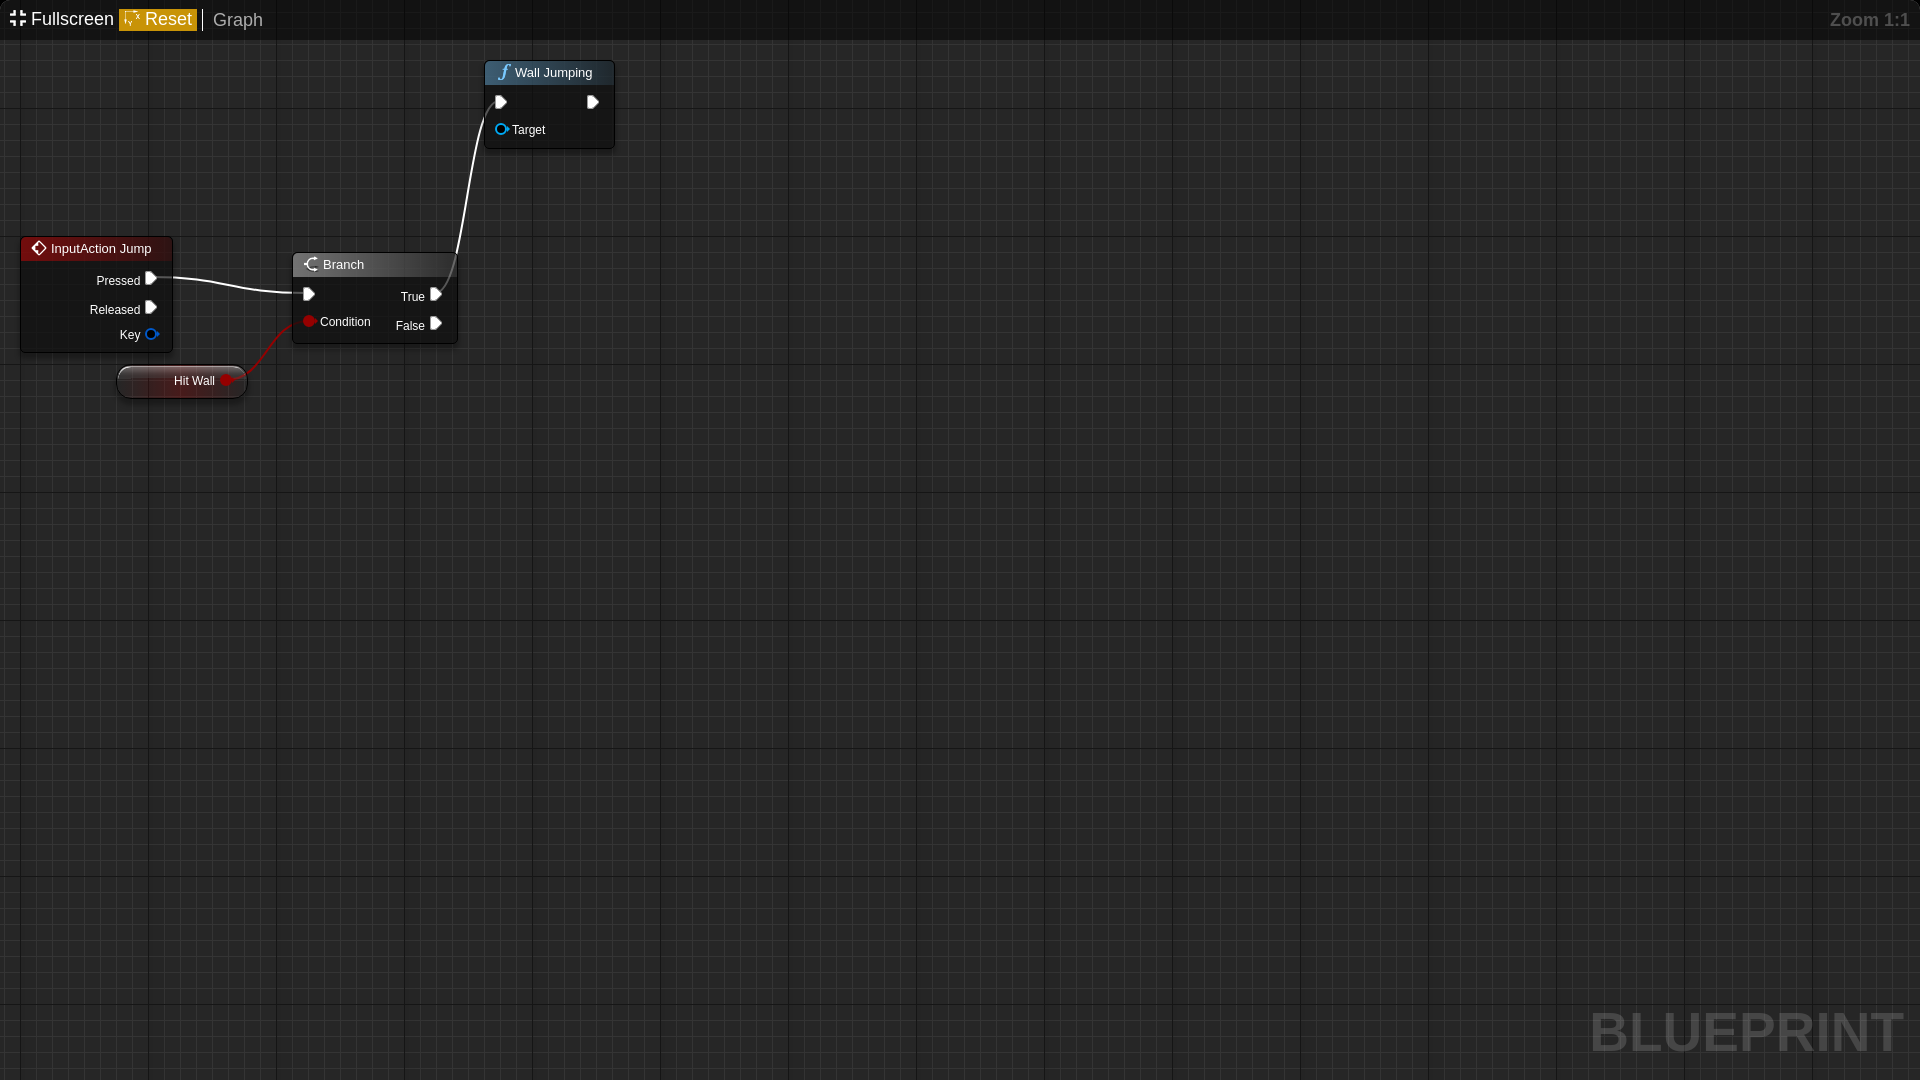 Fullscreen Reset Graph Zoom 1:1
Wall Jumping
Target
InputAction Jump
Pressed
Released
Key
Branch
True
Condition False
Hit Wall
BLUEPRINT